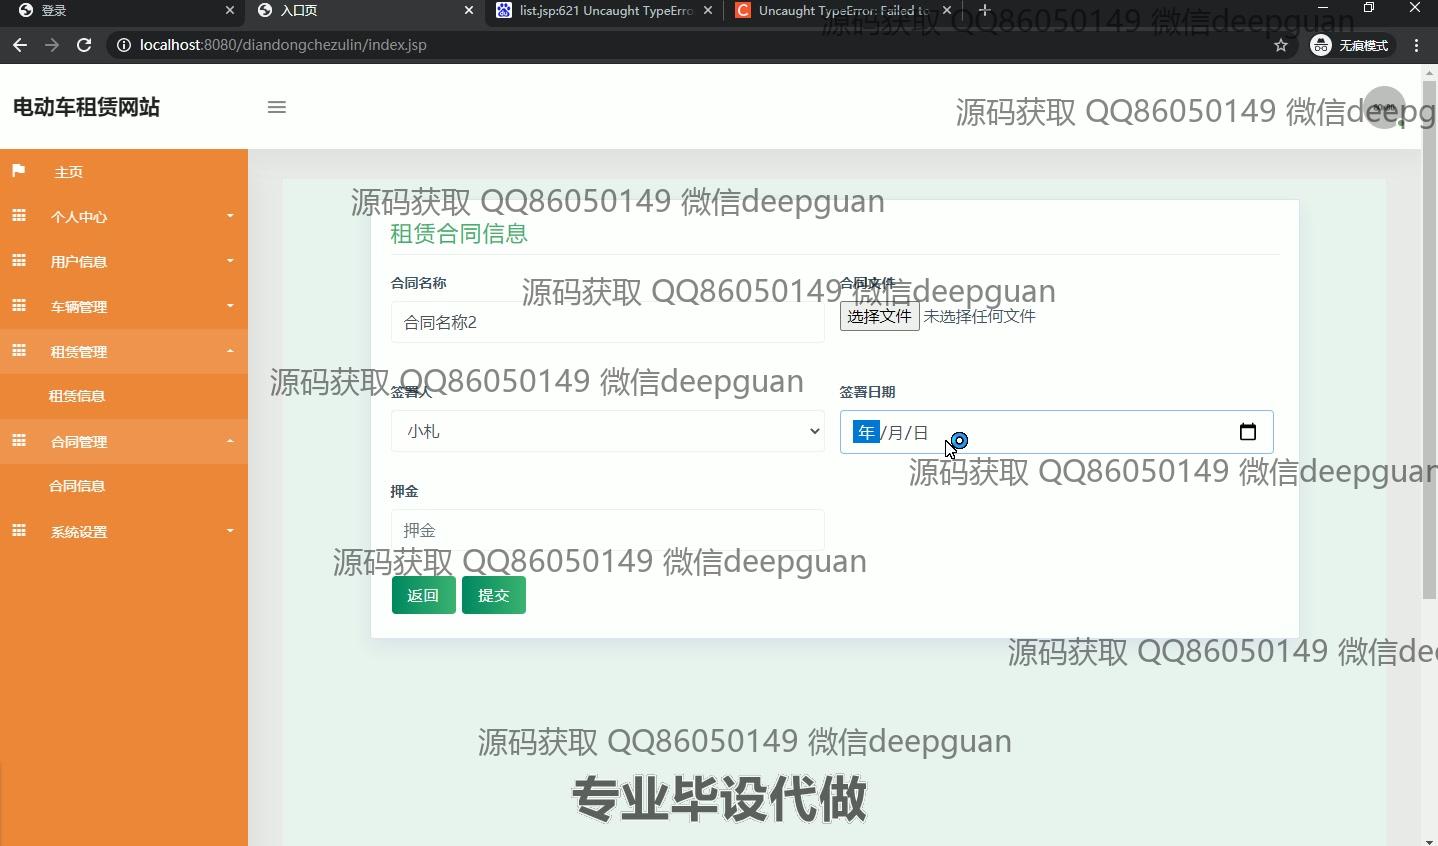 登录
入口页
list.jsp:621 Uncaught TypeErro
Uncaught TypeError: Failed to
源码获取 QQ86050149 微信deepguan
localhost:8080/diandongchezulin/index.jsp
无痕模式
电动车租赁网站
源码获取 QQ86050149 微信deepg
主页
个人中心
用户信息
车辆管理
租赁管理
租赁信息
合同管理
合同信息
系统设置
源码获取 QQ86050149 微信deepguan
租赁合同信息
合同名称
合同文件
源码获取 QQ86050149 微信deepguan
合同名称2
选择文件 未选择任何文件
源码获取 QQ86050149 微信deepguan
签署人
签署日期
小札
年/月/日
源码获取 QQ86050149 微信deepguan
押金
押金
源码获取 QQ86050149 微信deepguan
返回
提交
源码获取 QQ86050149 微信dee
源码获取 QQ86050149 微信deepguan
专业毕设代做